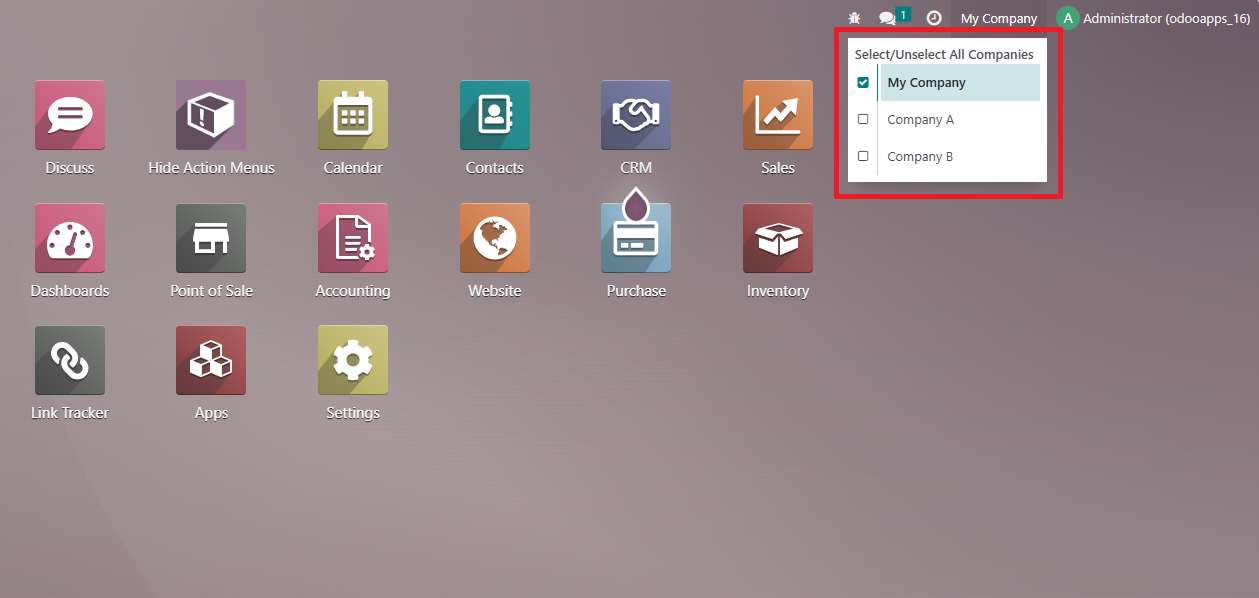 1 My Company A Administrator (odooapps_16)
Select/Unselect All Companies
My Company
Company A
Company B
Discuss
Hide Action Menus
Calendar
Contacts
CRM
Sales
Dashboards
Point of Sale
Accounting
Website
Purchase
Inventory
Link Tracker
Apps
Settings